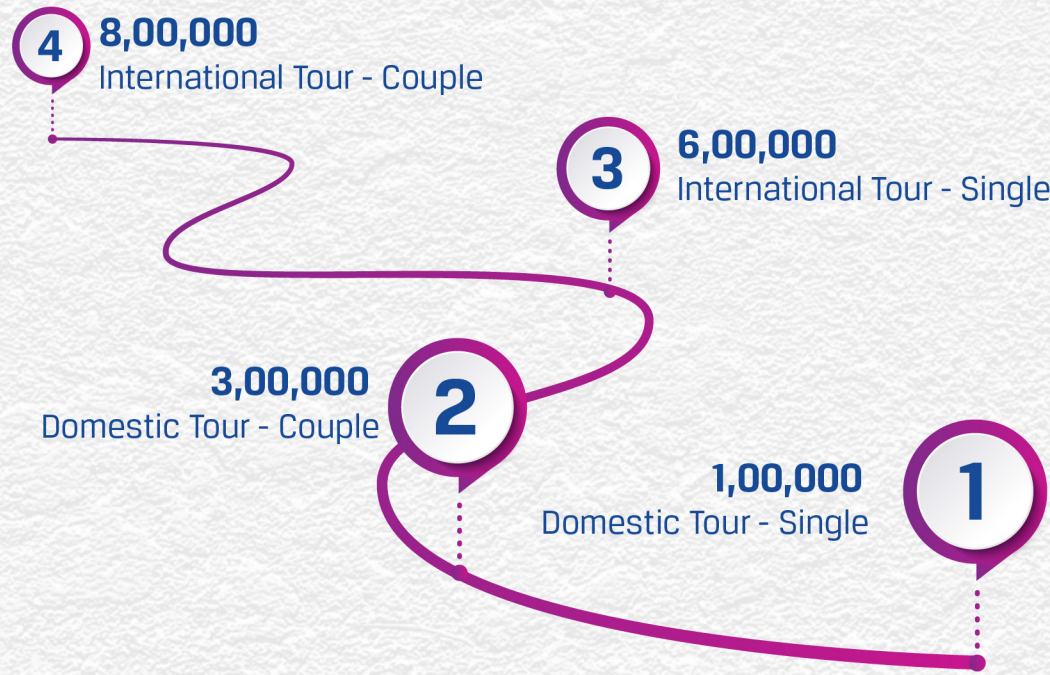 4
8,00,000
International Tour - Couple
3
6,00,000
International Tour - Single
3,00,000
Domestic Tour - Couple
2
1,00,000
Domestic Tour - Single
1